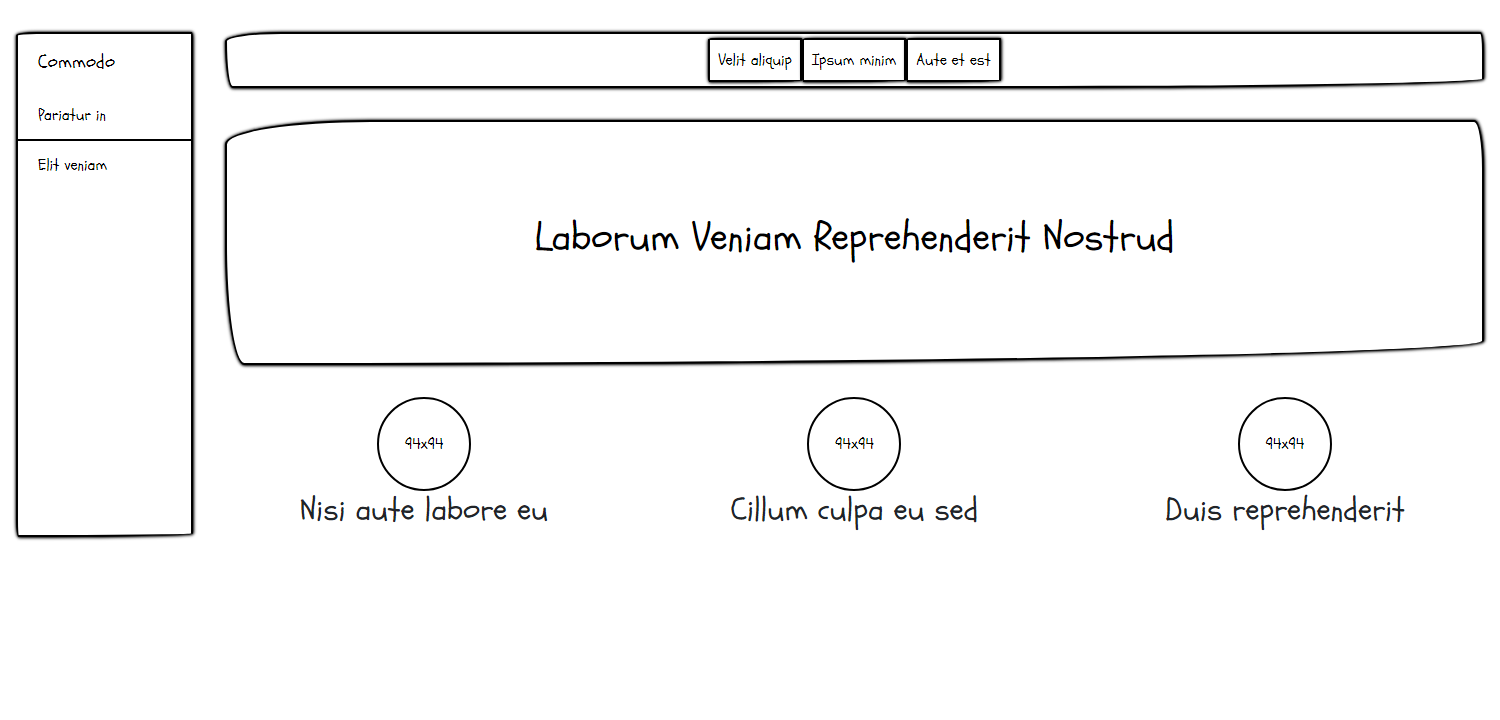 Commodo
Pariatur in
Elit veniam
Velit aliquip
Ipsum minim
Aute et est
Laborum Veniam Reprehenderit Nostrud
94x94
Nisi aute labore eu
94x94
Cillum culpa eu sed
94x94
Duis reprehenderit